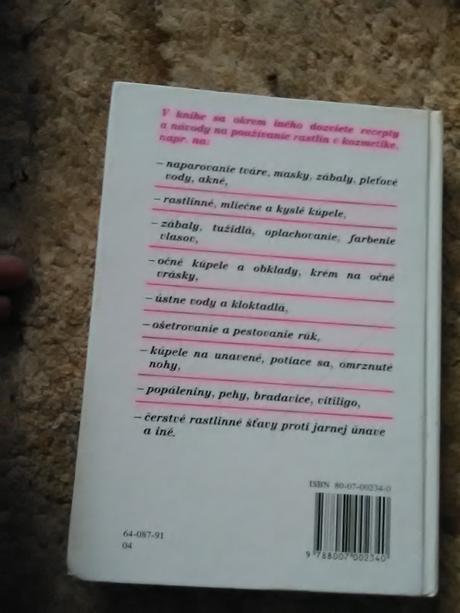 V knihe sa okrem iného dozviete recepty
a návody na používanie rastlín v kozmetike,
napr. na:
– naparovanie tváre, masky, zábaly, pleťové
vody, akné,
– rastlinné, mliečne a kyslé kúpele,
– zábaly, tužidlá, oplachovanie, farbenie
vlasov,
– očné kúpele a obklady, krém na očné
vrásky,
– ústne vody a kloktadlá,
– ošetrovanie a pestovanie rúk,
– kúpele na unavené, potiace sa, omrznuté
nohy,
– popáleniny, pehy, bradavice, vitiligo,
– čerstvé rastlinné šťavy proti jarnej únave
a iné.
ISBN 80-07-00234-0
64-087-91
04
9 788007 002340